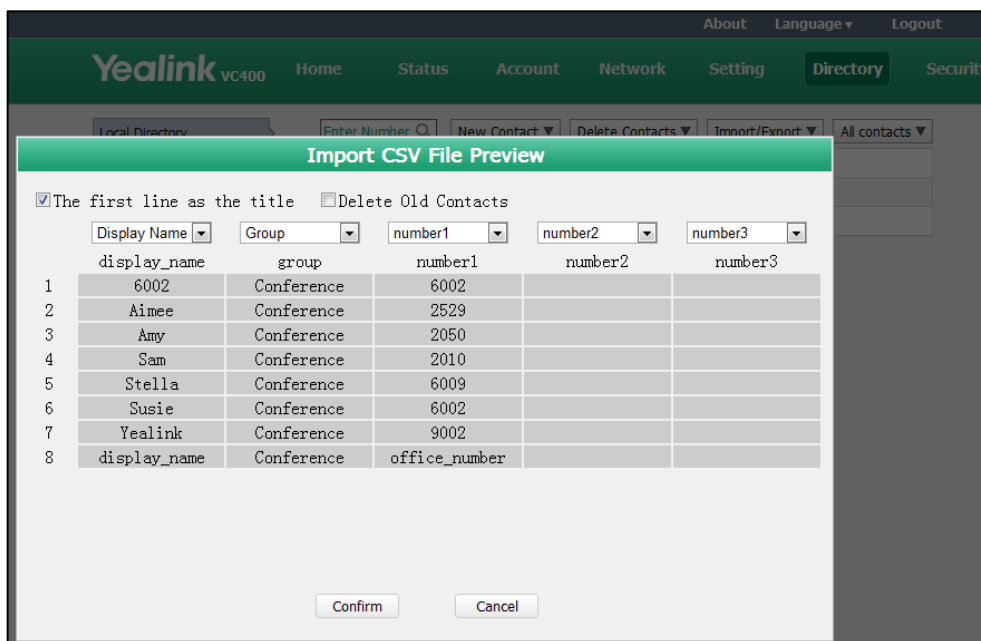 About Language ▾ Logout
Yealink VC400 Home Status Account Network Setting Directory Securit
Local Directory Enter Number New Contact ▼ Delete Contacts ▼ Import/Export ▼ All contacts ▼
Import CSV File Preview
The first line as the title Delete Old Contacts
Display Name Group number1 number2 number3
display_name group number1 number2 number3
1 6002 Conference 6002
2 Aimee Conference 2529
3 Amy Conference 2050
4 Sam Conference 2010
5 Stella Conference 6009
6 Susie Conference 6002
7 Yealink Conference 9002
8 display_name Conference office_number
Confirm Cancel